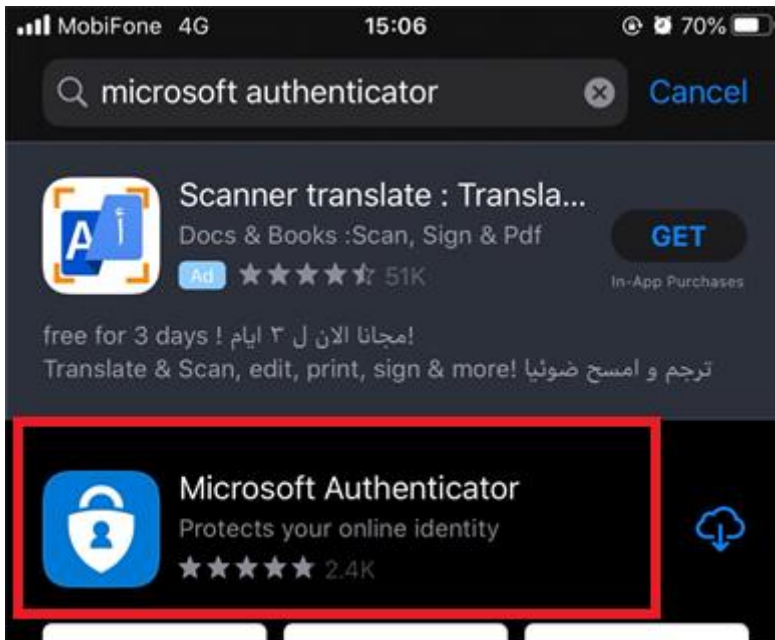 MobiFone 4G 15:06 70%
microsoft authenticator Cancel
Scanner translate : Transla...
Docs & Books :Scan, Sign & Pdf
GET
Ad 51K
In-App Purchases
free for 3 days ! مجانا الان ل ٣ ايام!
Translate & Scan, edit, print, sign & more! ترجم و امسح ضوئيا
Microsoft Authenticator
Protects your online identity
2.4K